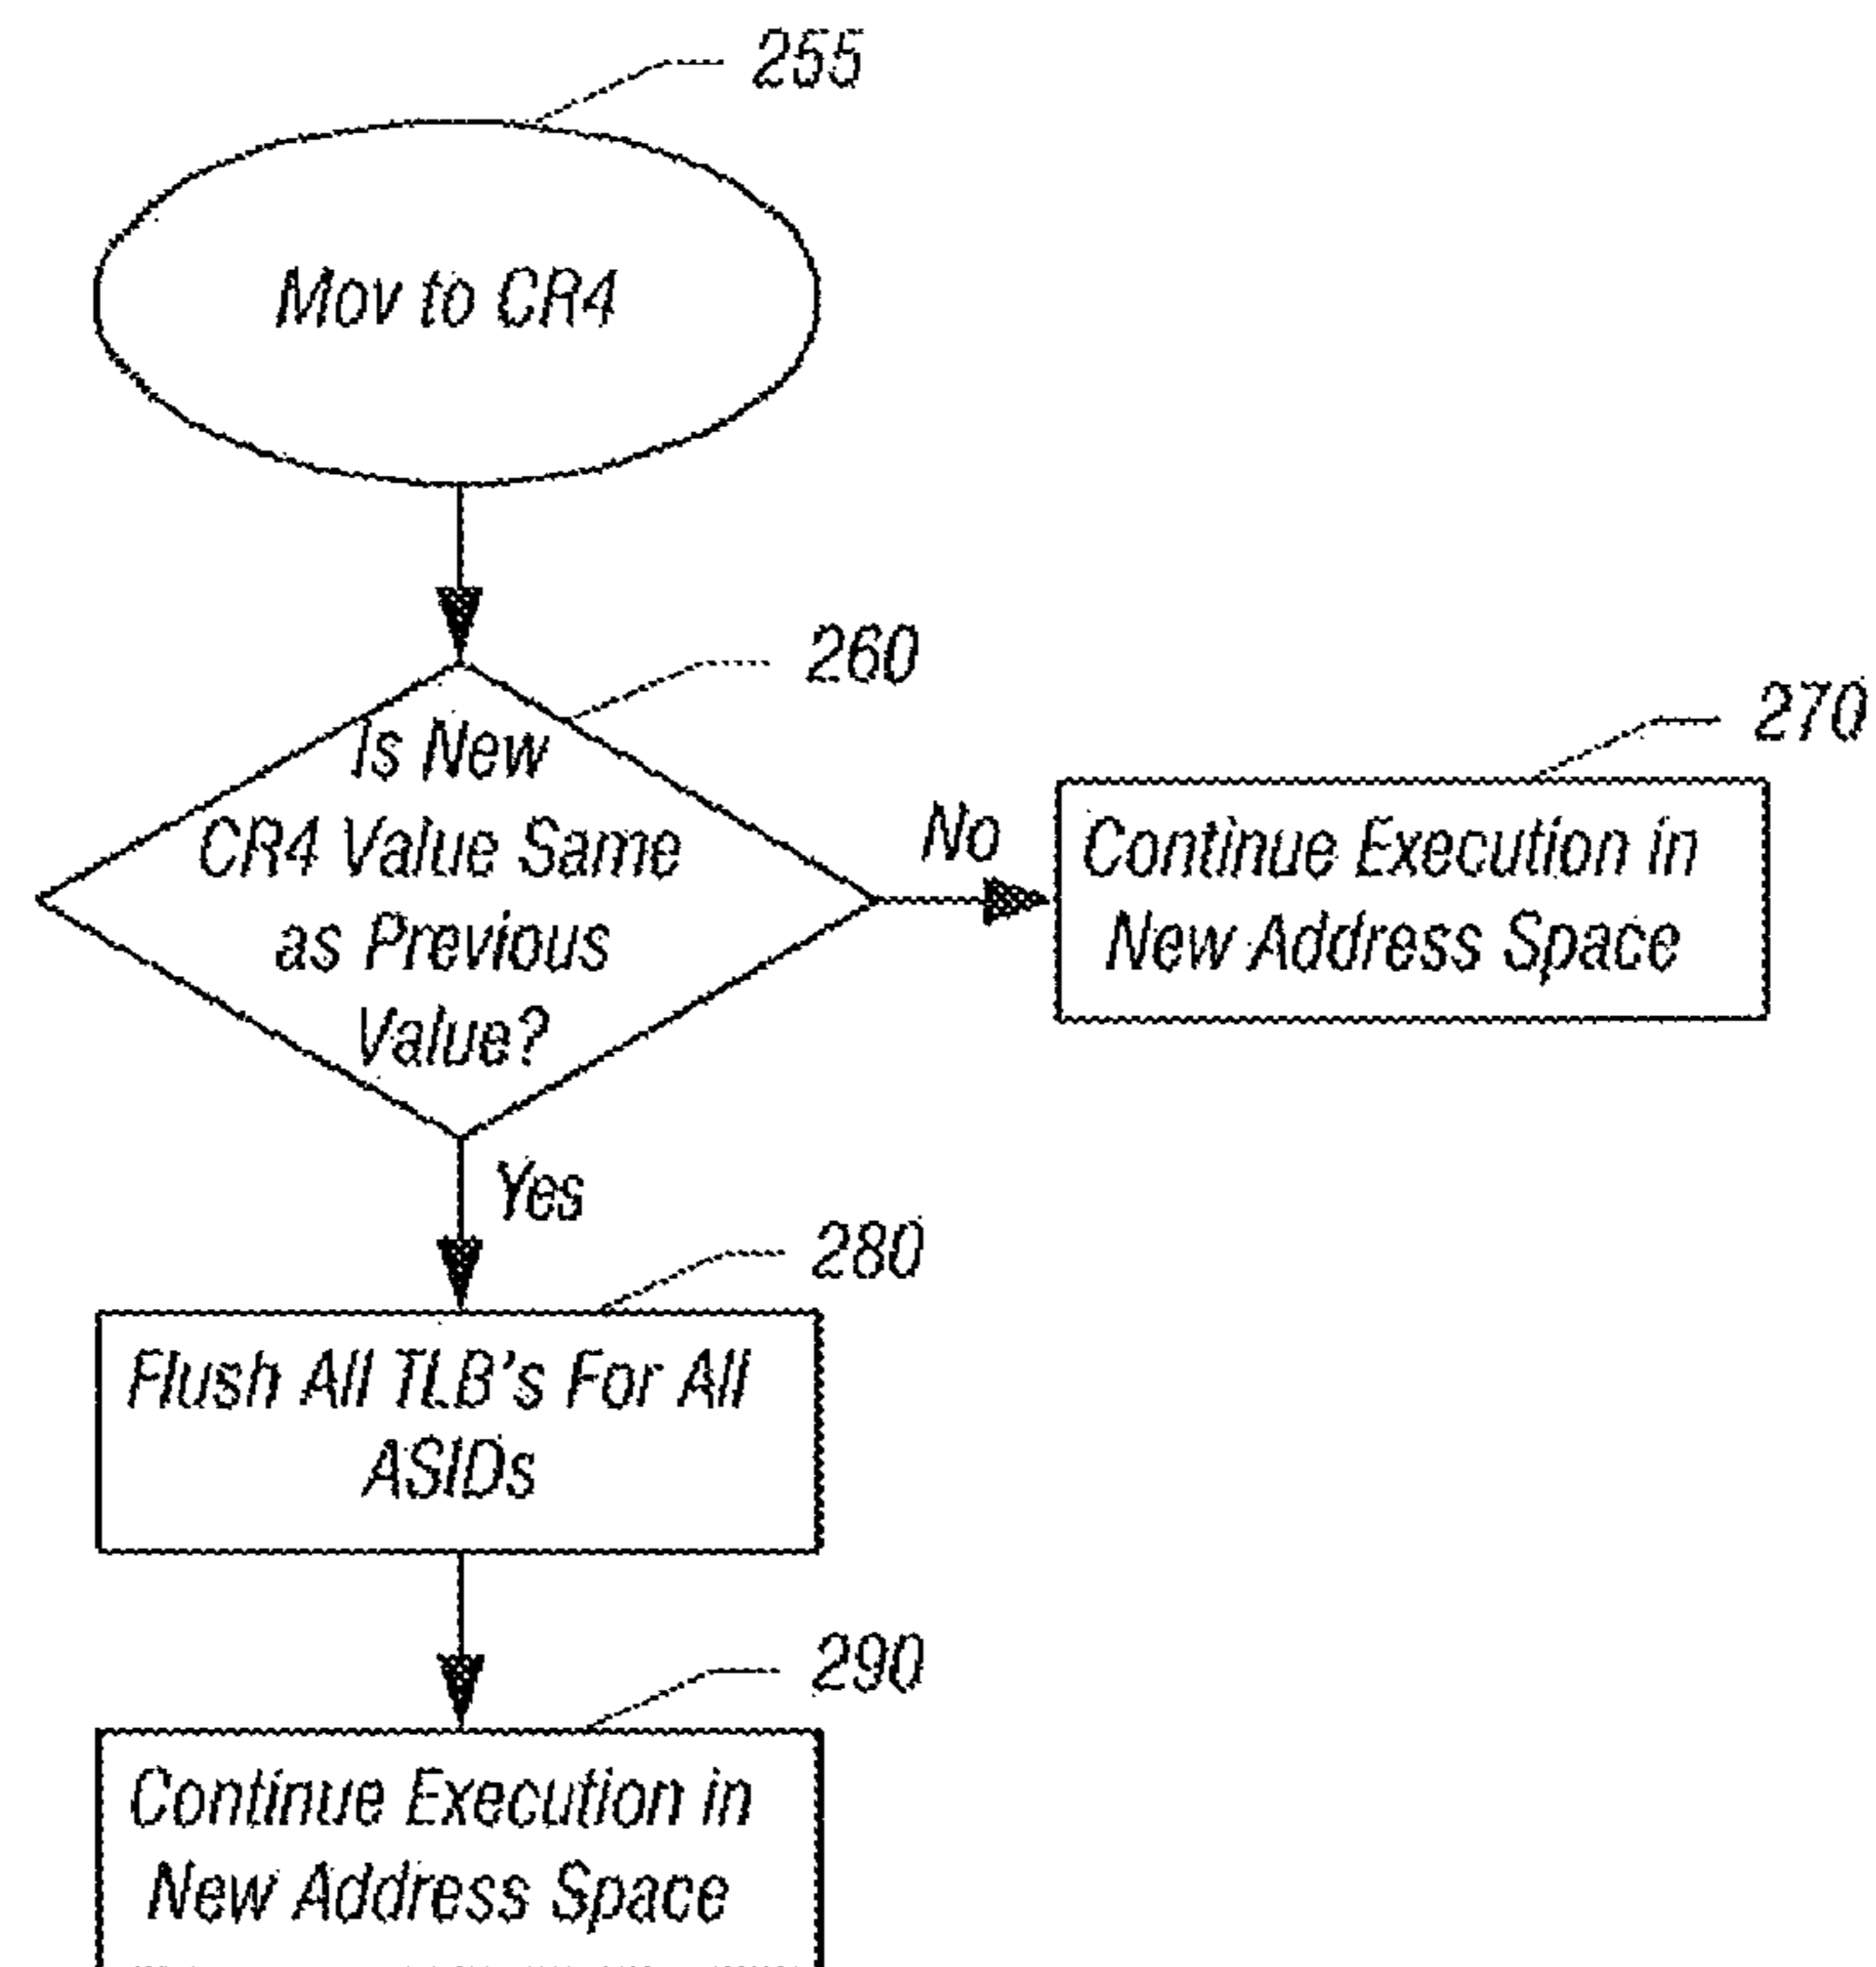 255
Mov to CR4
260
Is New
CR4 Value Same
as Previous
Value?
No
270
Continue Execution in
New Address Space
Yes
280
Flush All TLB's For All
ASIDs
290
Continue Execution in
New Address Space